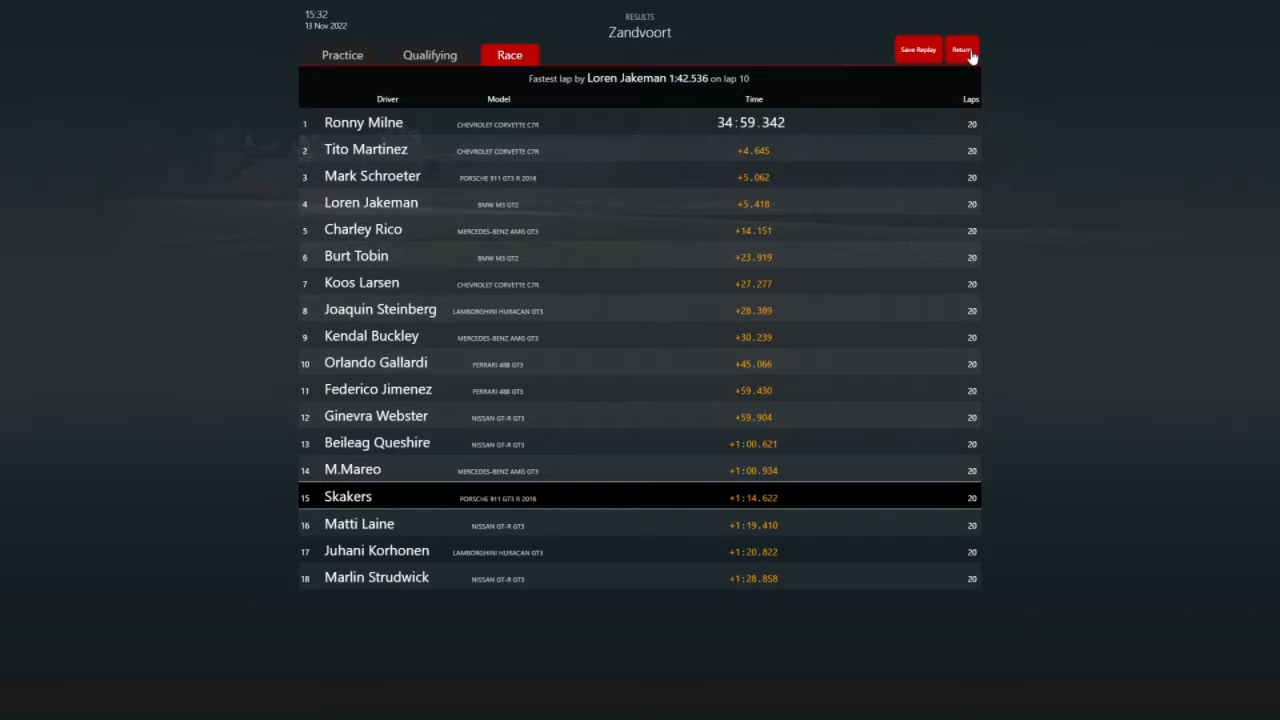 15:32
13 Nov 2022
RESULTS
Zandvoort
Practice Qualifying Race
Save Replay Return
Fastest lap by Loren Jakeman 1:42.536 on lap 10
Driver Model Time Laps
1 Ronny Milne CHEVROLET CORVETTE C7R 34:59.342 20
2 Tito Martinez CHEVROLET CORVETTE C7R +4.645 20
3 Mark Schroeter PORSCHE 911 GT3 R 2016 +5.062 20
4 Loren Jakeman BMW M3 GT2 +5.418 20
5 Charley Rico MERCEDES-BENZ AMG GT3 +14.151 20
6 Burt Tobin BMW M3 GT2 +23.919 20
7 Koos Larsen CHEVROLET CORVETTE C7R +27.277 20
8 Joaquin Steinberg LAMBORGHINI HURACAN GT3 +28.389 20
9 Kendal Buckley MERCEDES-BENZ AMG GT3 +30.239 20
10 Orlando Gallardi FERRARI 488 GT3 +45.066 20
11 Federico Jimenez FERRARI 488 GT3 +59.430 20
12 Ginevra Webster NISSAN GT-R GT3 +59.904 20
13 Beileag Queshire NISSAN GT-R GT3 +1:00.621 20
14 M.Mareo MERCEDES-BENZ AMG GT3 +1:00.934 20
15 Skakers PORSCHE 911 GT3 R 2016 +1:14.622 20
16 Matti Laine NISSAN GT-R GT3 +1:19.410 20
17 Juhani Korhonen LAMBORGHINI HURACAN GT3 +1:20.822 20
18 Marlin Strudwick NISSAN GT-R GT3 +1:28.858 20